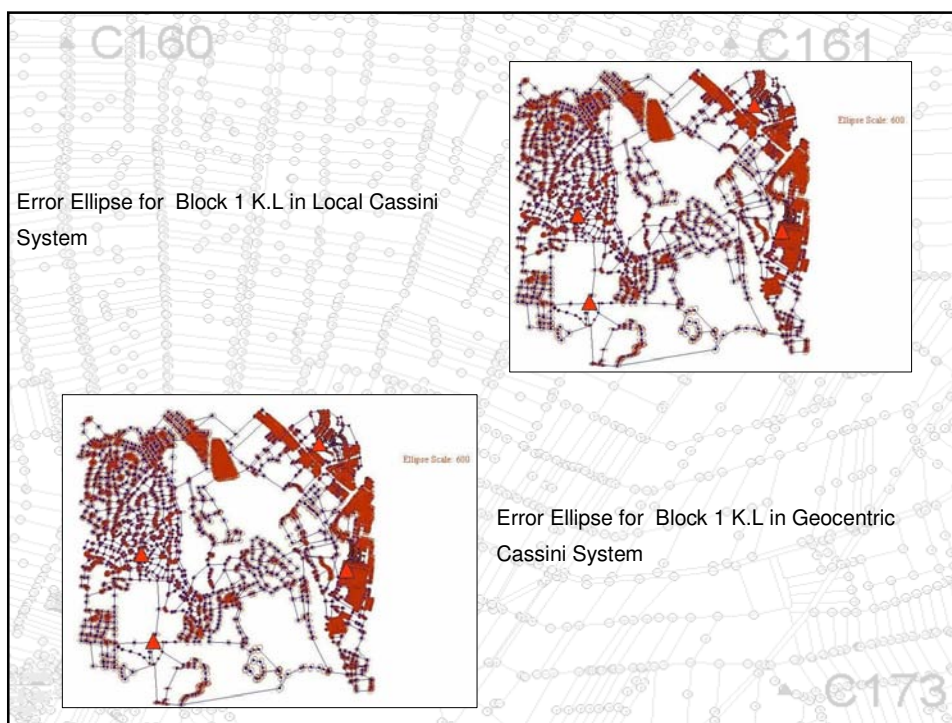 C160
C161
Ellipse Scale: 600
Error Ellipse for Block 1 K.L in Local Cassini
System
Ellipse Scale: 600
Error Ellipse for Block 1 K.L in Geocentric
Cassini System
C173